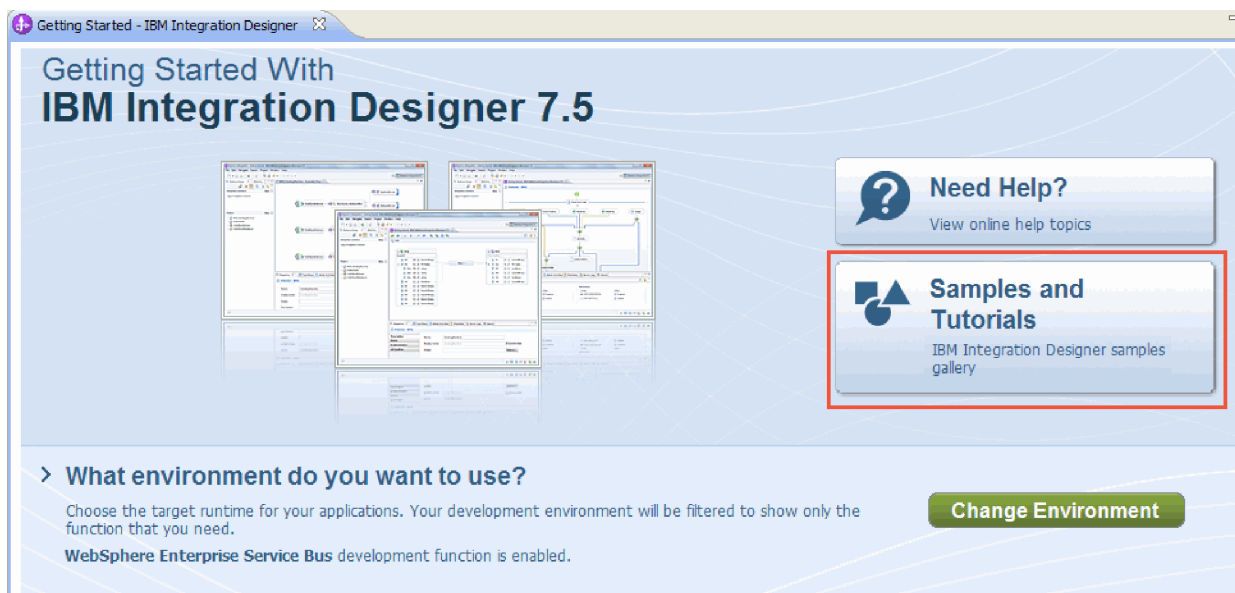 Getting Started - IBM Integration Designer
Getting Started With
IBM Integration Designer 7.5
Need Help?
View online help topics
Samples and
Tutorials
IBM Integration Designer samples
gallery
What environment do you want to use?
Choose the target runtime for your applications. Your development environment will be filtered to show only the
function that you need.
WebSphere Enterprise Service Bus development function is enabled.
Change Environment